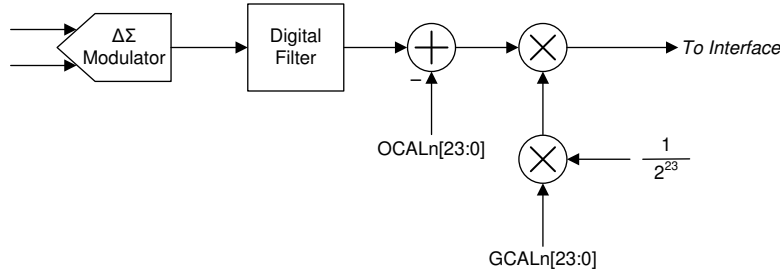 ΔΣ
Modulator
Digital
Filter
–
To Interface
OCALn[23:0]
1
2^23
GCALn[23:0]